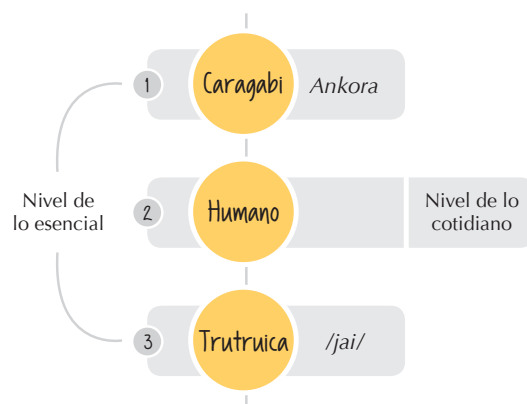 1
Caragabi
Ankora
Nivel de
lo esencial
2
Humano
Nivel de lo
cotidiano
3
Trutruica
/jai/